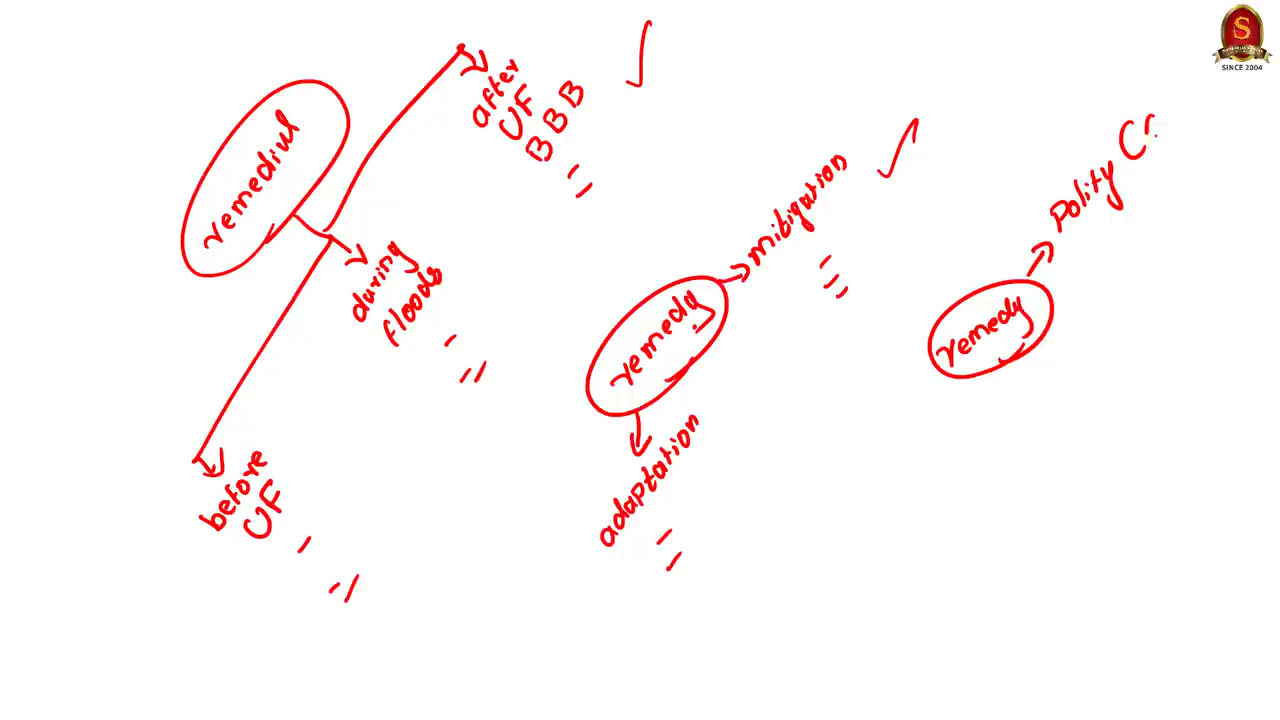 remedial
after
UF
BBB
during
floods
before
UF
remedy
mitigation
adaptation
remedy
Polity
S
SINCE 2004